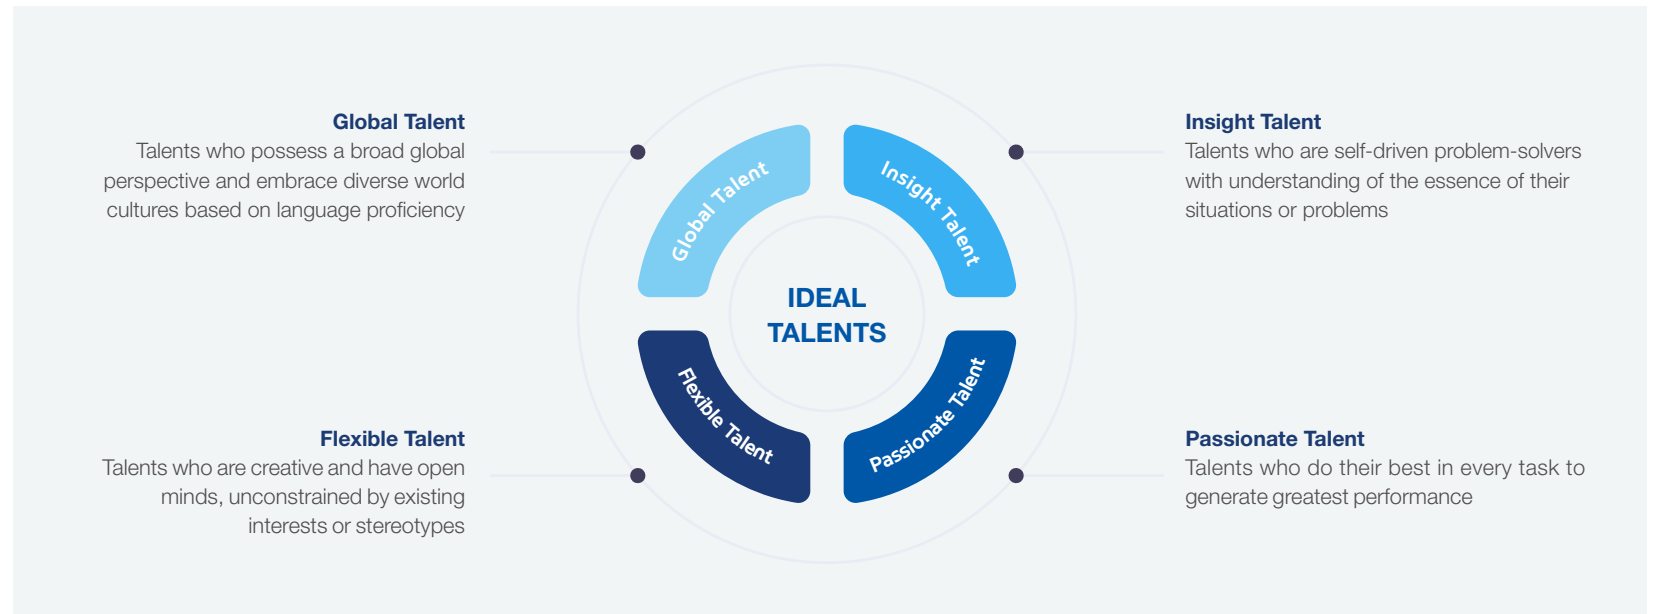 Global Talent
Talents who possess a broad global
perspective and embrace diverse world
cultures based on language proficiency
Insight Talent
Talents who are self-driven problem-solvers
with understanding of the essence of their
situations or problems
Global Talent
Insight Talent
IDEAL
TALENTS
Flexible Talent
Passionate Talent
Flexible Talent
Talents who are creative and have open
minds, unconstrained by existing
interests or stereotypes
Passionate Talent
Talents who do their best in every task to
generate greatest performance